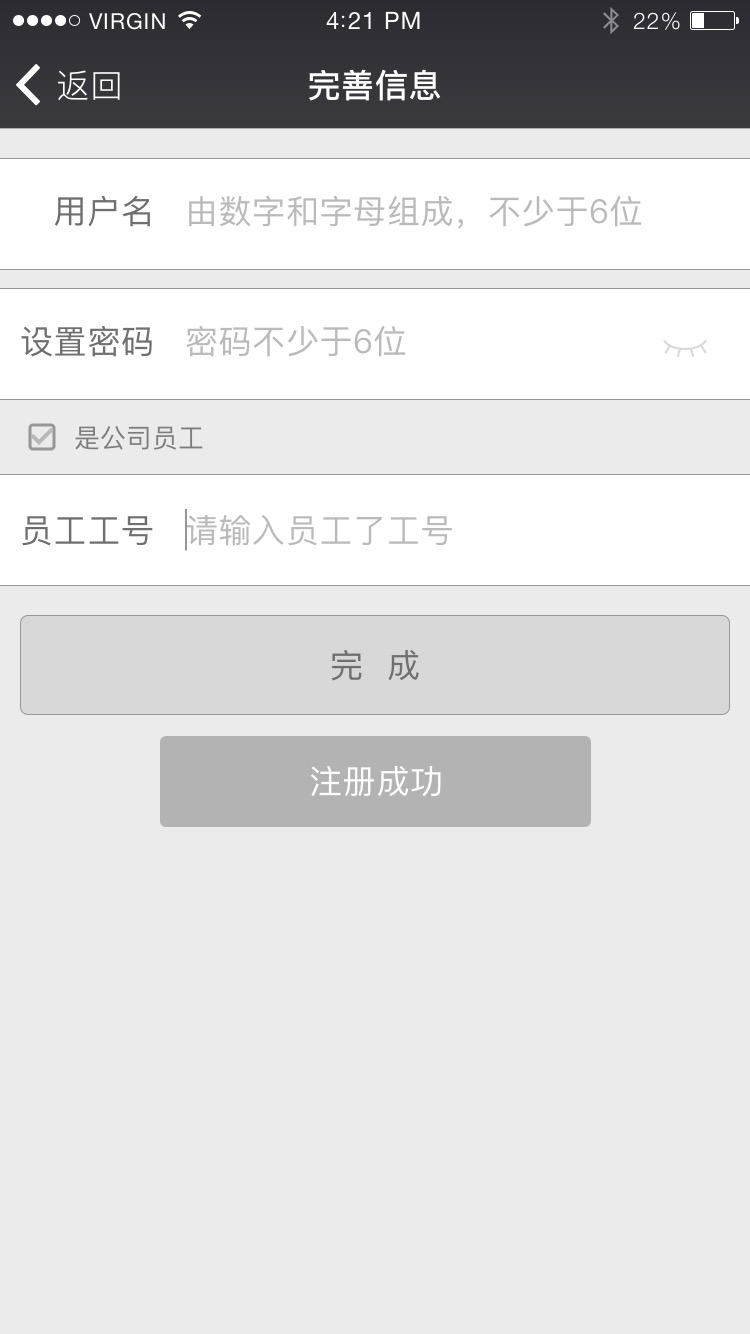 VIRGIN 4:21 PM 22%
返回 完善信息
用户名 由数字和字母组成，不少于6位
设置密码 密码不少于6位
是公司员工
员工工号 请输入员工了工号
完 成
注册成功